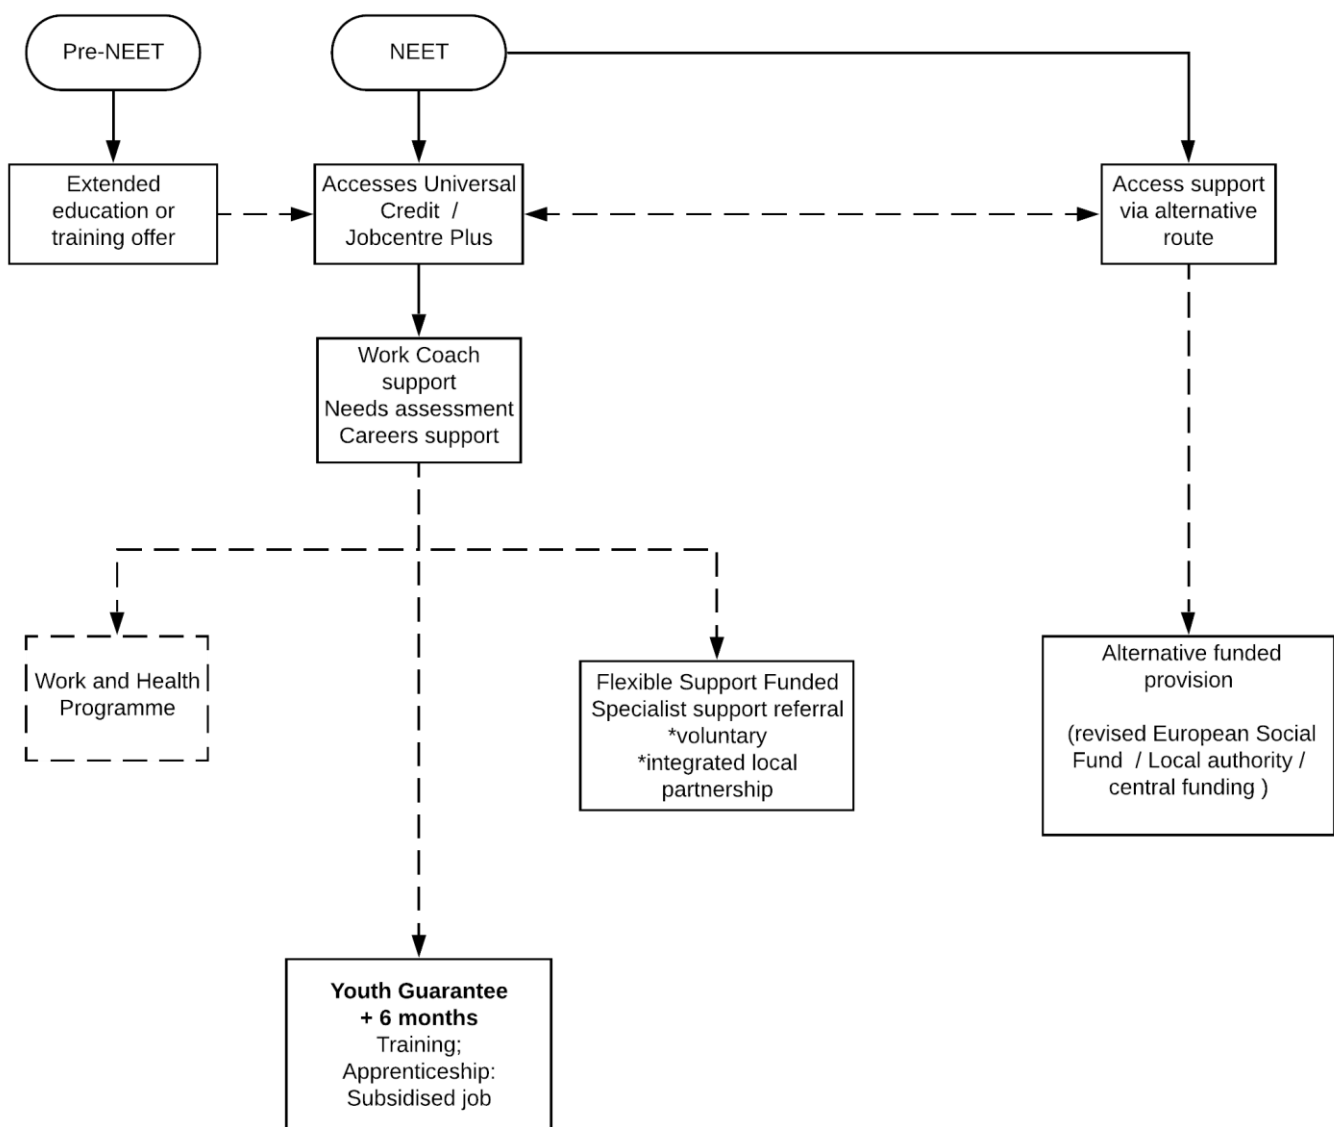 Pre-NEET
NEET
Extended
education or
training offer
Accesses Universal
Credit  /
Jobcentre Plus
Access support
via alternative
route
Work Coach
support
Needs assessment
Careers support
Work and Health
Programme
Flexible Support Funded
Specialist support referral
*voluntary
*integrated local
partnership
Alternative funded
provision
(revised European Social
Fund  / Local authority /
central funding )
Youth Guarantee
+ 6 months
Training;
Apprenticeship:
Subsidised job